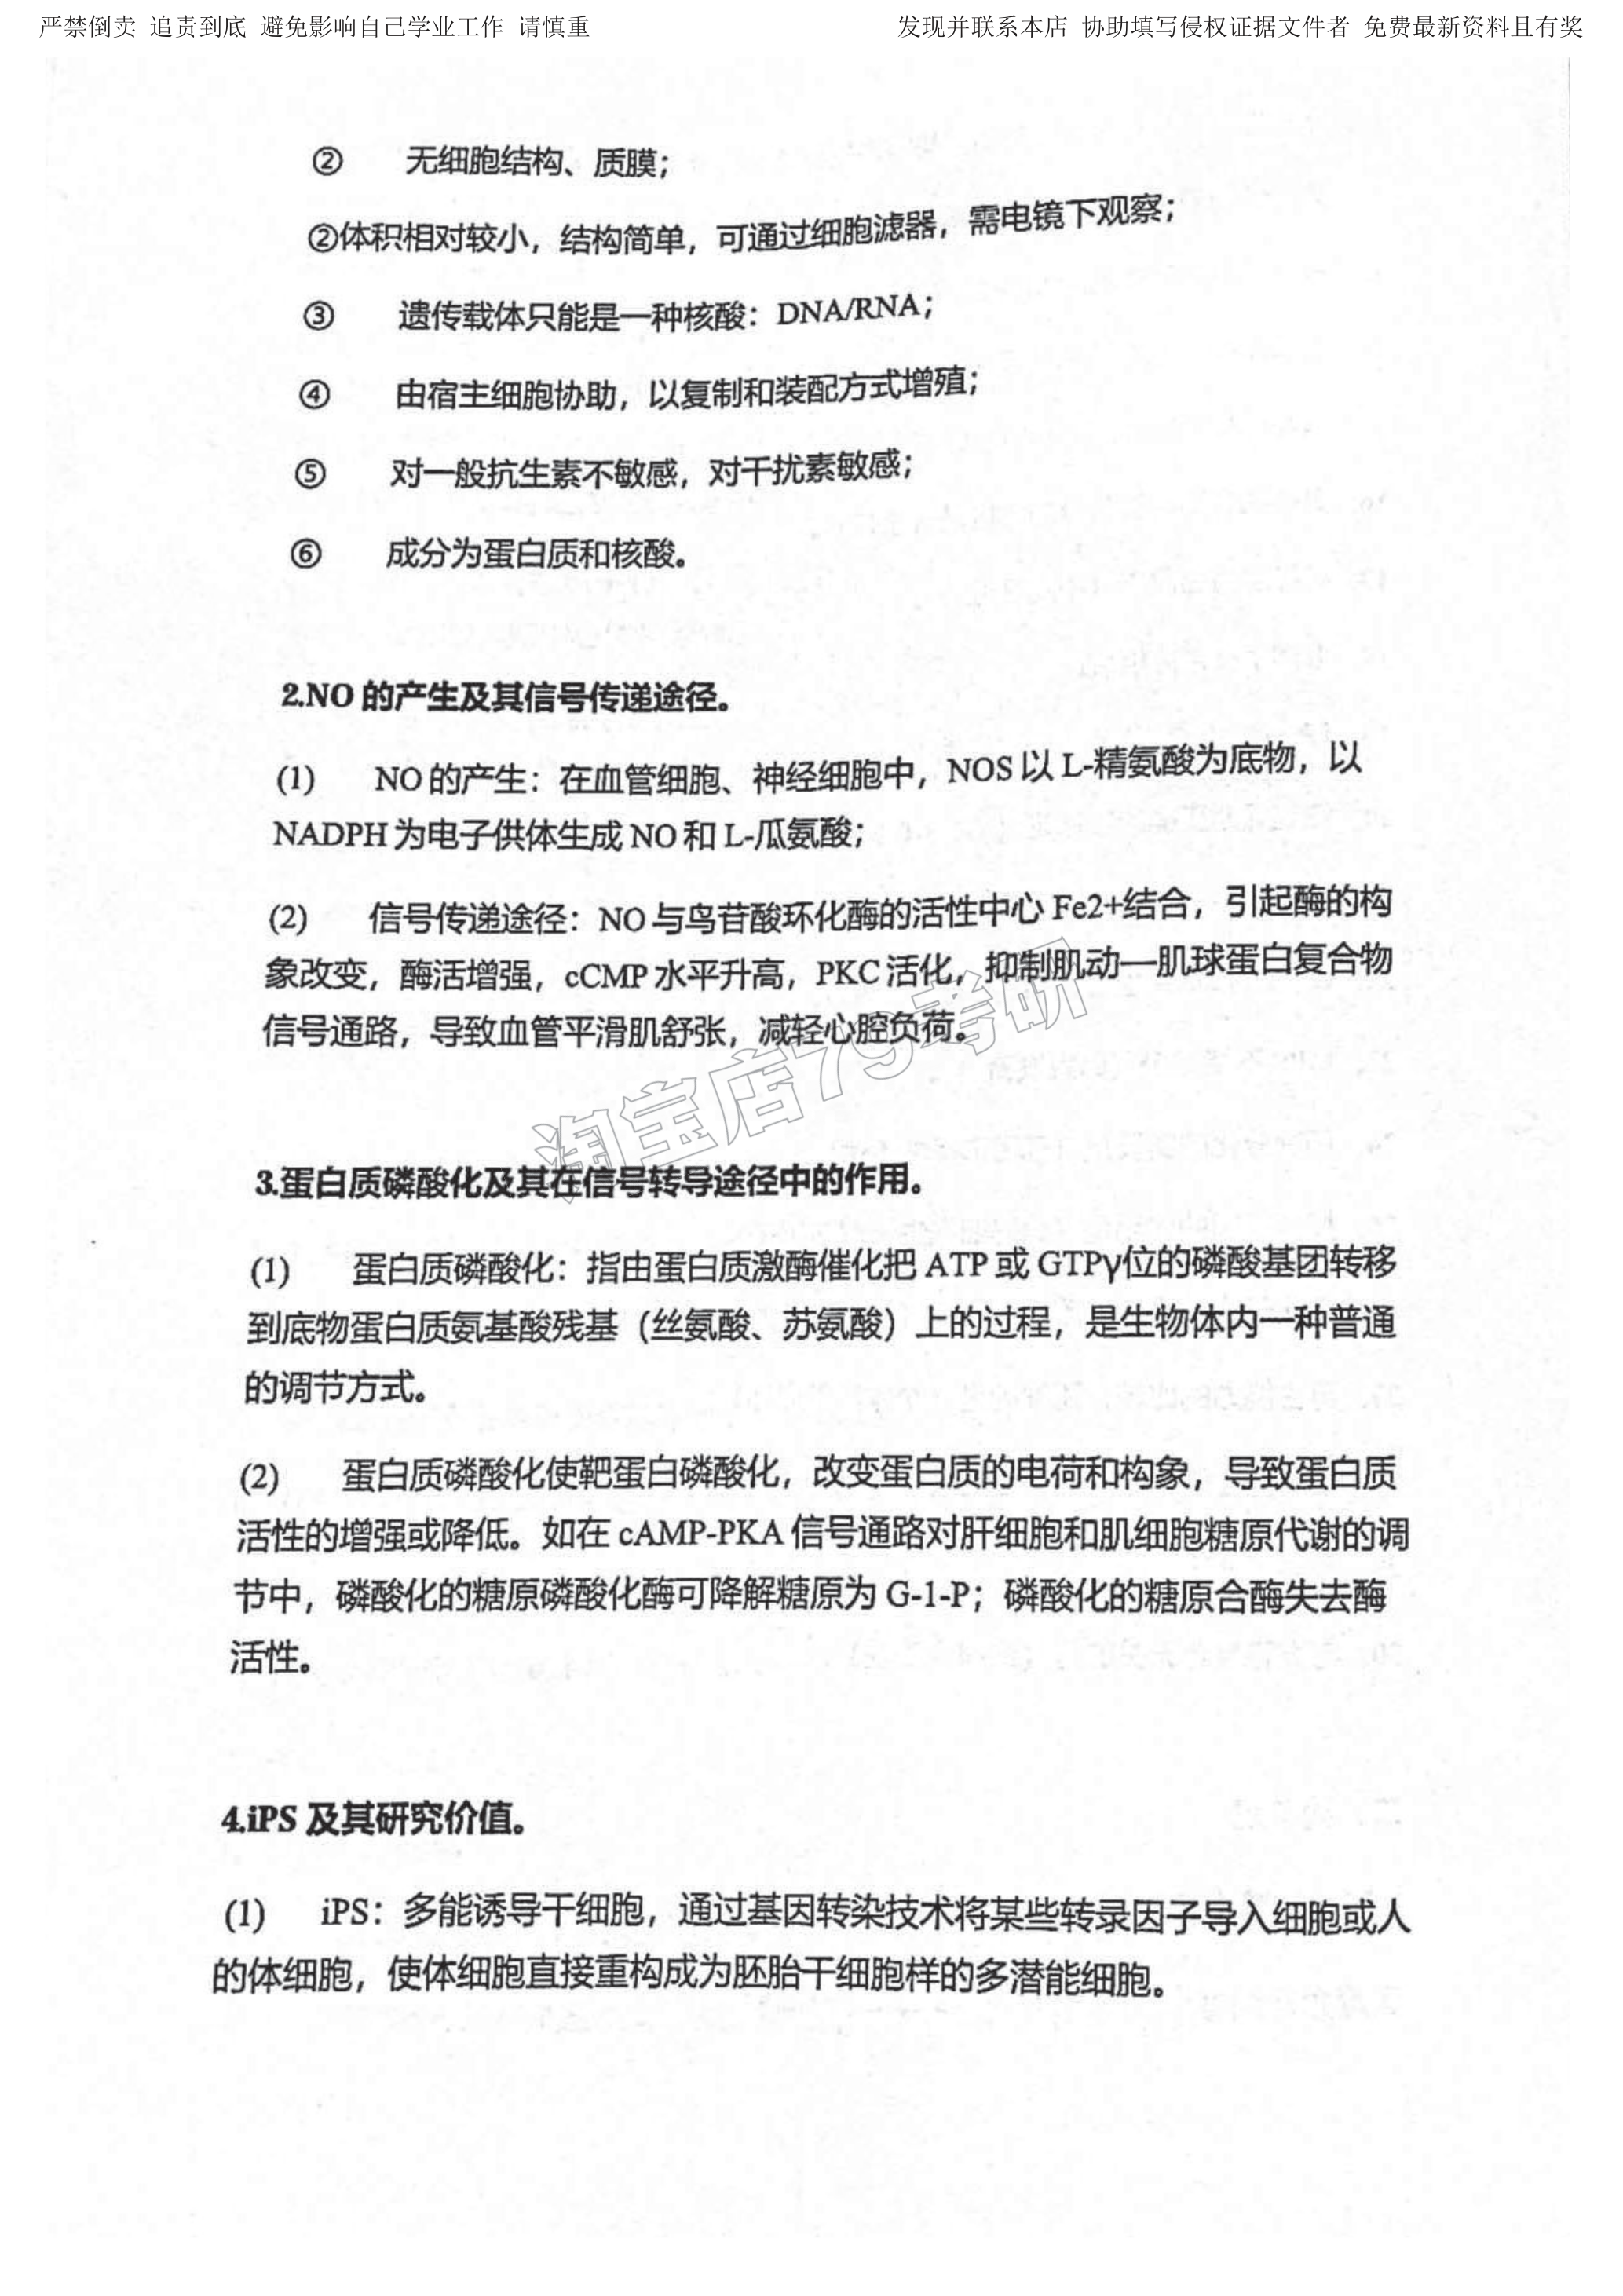 严禁倒卖 追责到底 避免影响自己学业工作 请慎重
发现并联系本店 协助填写侵权证据文件者 免费最新资料且有奖
② 无细胞结构、质膜；
②体积相对较小，结构简单，可通过细胞滤器，需电镜下观察；
③ 遗传载体只能是一种核酸：DNA/RNA；
④ 由宿主细胞协助，以复制和装配方式增殖；
⑤ 对一般抗生素不敏感，对干扰素敏感；
⑥ 成分为蛋白质和核酸。
2.NO 的产生及其信号传递途径。
(1) NO 的产生：在血管细胞、神经细胞中，NOS 以 L-精氨酸为底物，以
NADPH 为电子供体生成 NO 和 L-瓜氨酸；
(2) 信号传递途径：NO 与鸟苷酸环化酶的活性中心 Fe2+结合，引起酶的构
象改变，酶活增强，cCMP 水平升高，PKC 活化，抑制肌动一肌球蛋白复合物
信号通路，导致血管平滑肌舒张，减轻心腔负荷。
淘宝店79考研
3.蛋白质磷酸化及其在信号转导途径中的作用。
(1) 蛋白质磷酸化：指由蛋白质激酶催化把 ATP 或 GTPγ位的磷酸基团转移
到底物蛋白质氨基酸残基（丝氨酸、苏氨酸）上的过程，是生物体内一种普通
的调节方式。
(2) 蛋白质磷酸化使靶蛋白磷酸化，改变蛋白质的电荷和构象，导致蛋白质
活性的增强或降低。如在 cAMP-PKA 信号通路对肝细胞和肌细胞糖原代谢的调
节中，磷酸化的糖原磷酸化酶可降解糖原为 G-1-P；磷酸化的糖原合酶失去酶
活性。
4.iPS 及其研究价值。
(1) iPS：多能诱导干细胞，通过基因转染技术将某些转录因子导入细胞或人
的体细胞，使体细胞直接重构成为胚胎干细胞样的多潜能细胞。